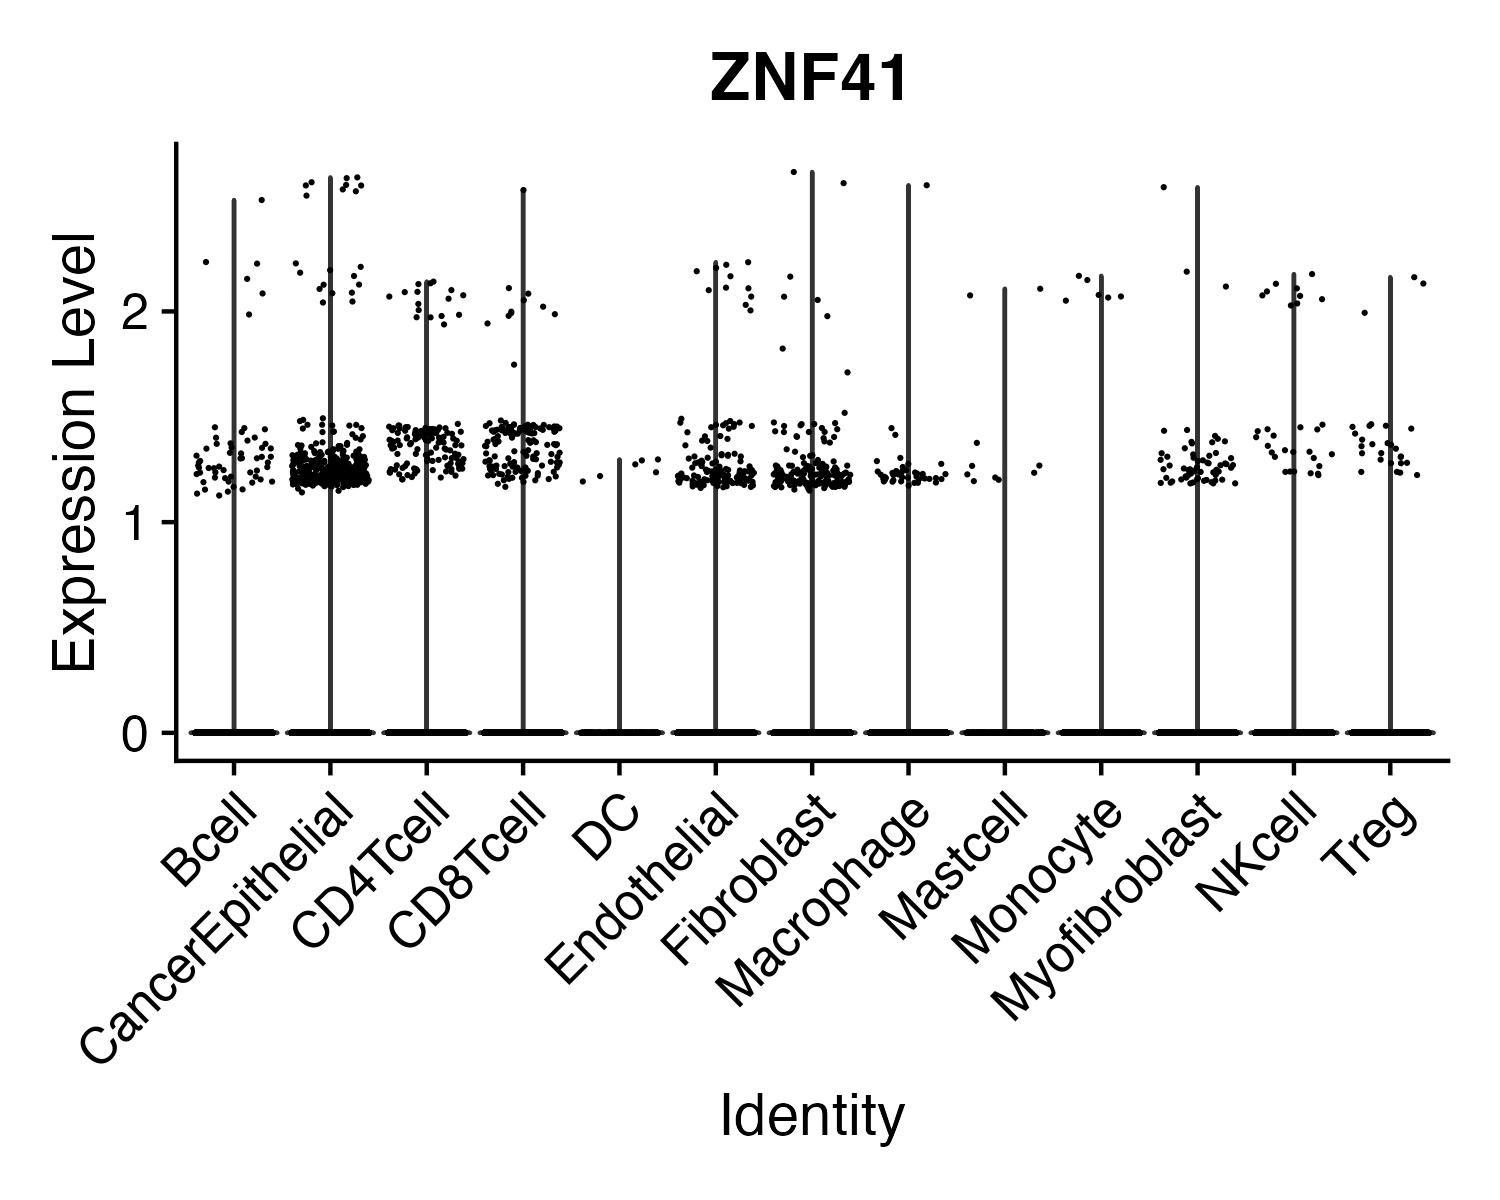 ZNF41
Expression Level
2
1
0
Bcell
CancerEpithelial
CD4Tcell
CD8Tcell
DC
Endothelial
Fibroblast
Macrophage
Mastcell
Monocyte
Myofibroblast
NKcell
Treg
Identity